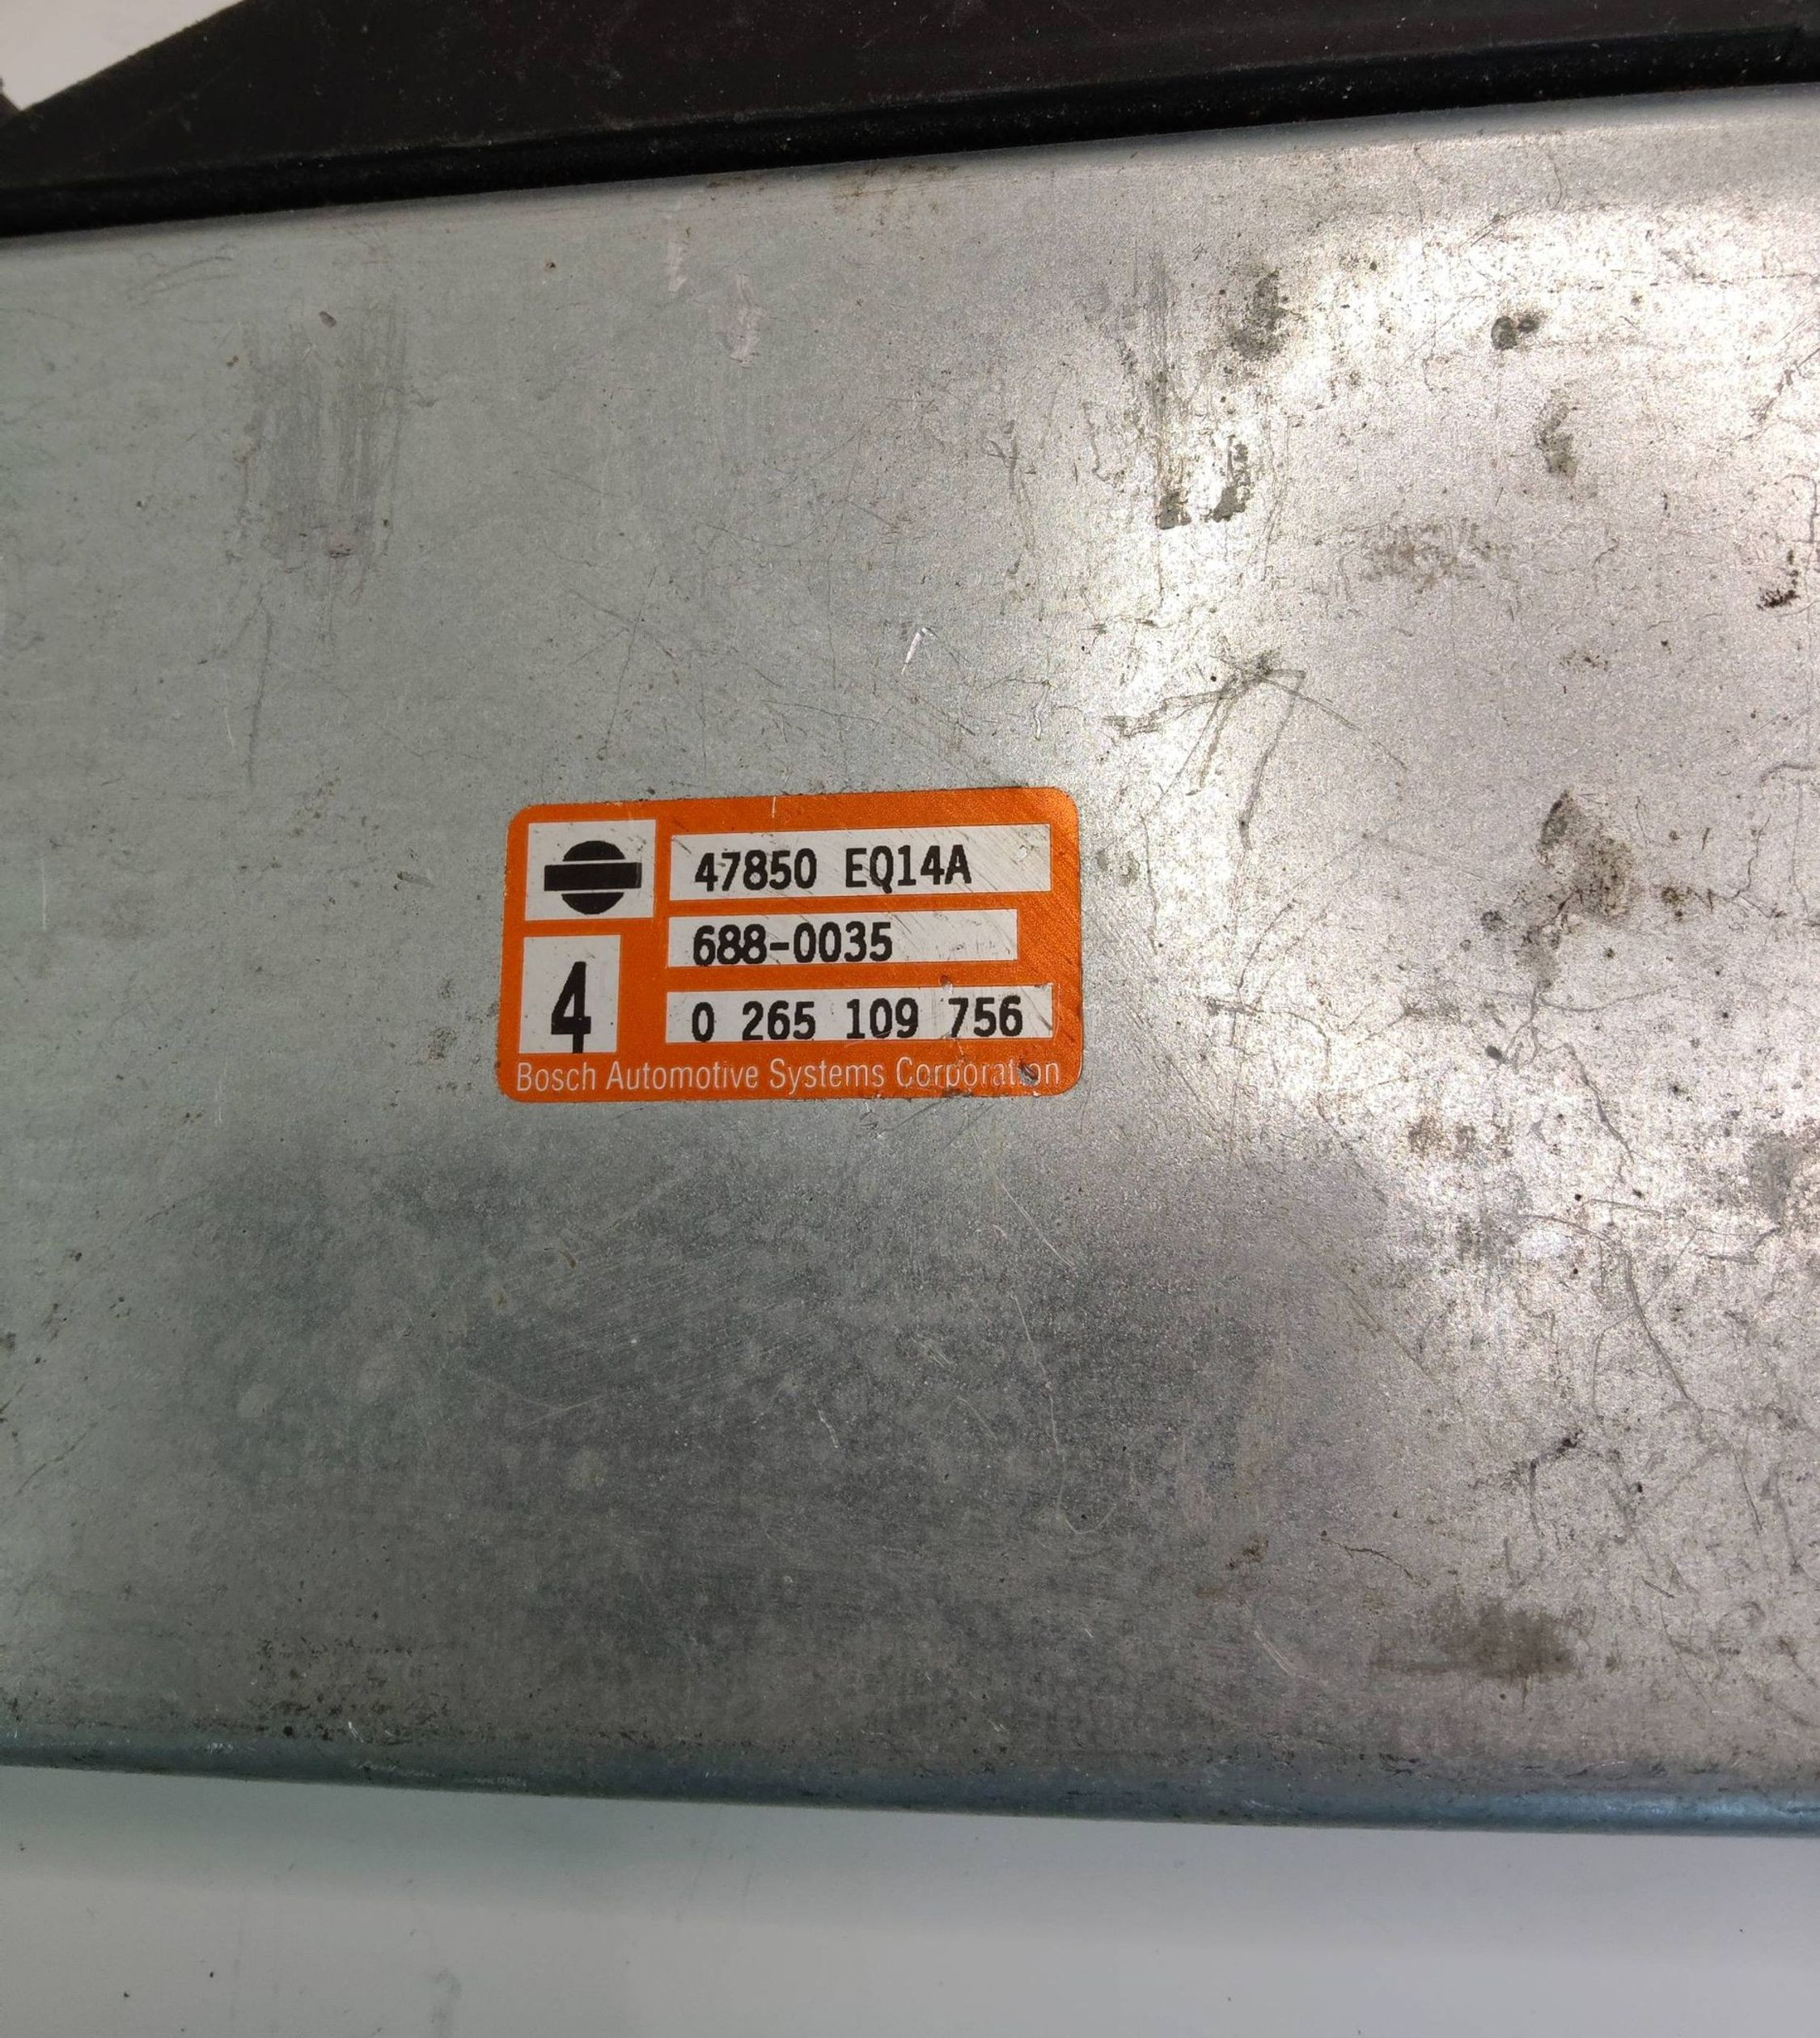 47850 EQ14A
688-0035
4
0 265 109 756
Bosch Automotive Systems Corporation